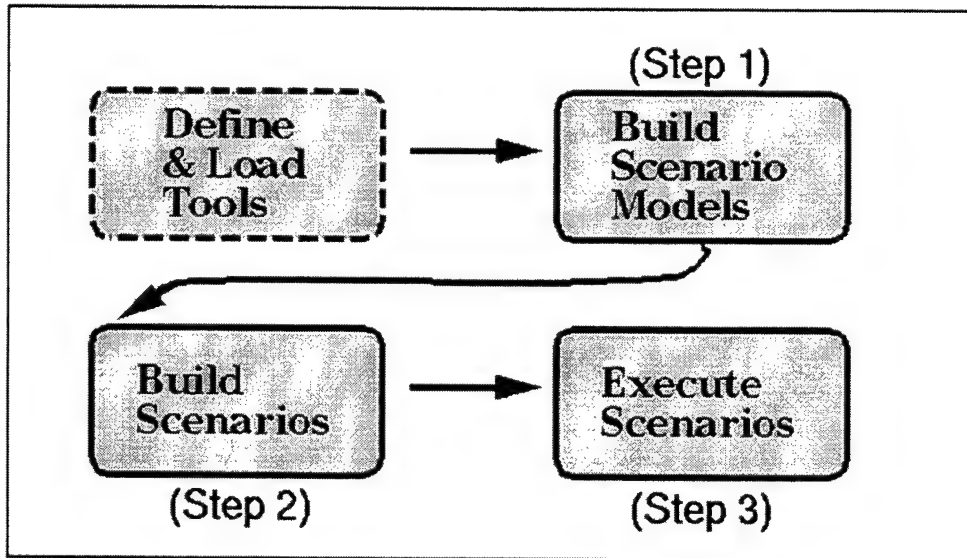 Define
& Load
Tools
(Step 1)
Build
Scenario
Models
Build
Scenarios
(Step 2)
Execute
Scenarios
(Step 3)